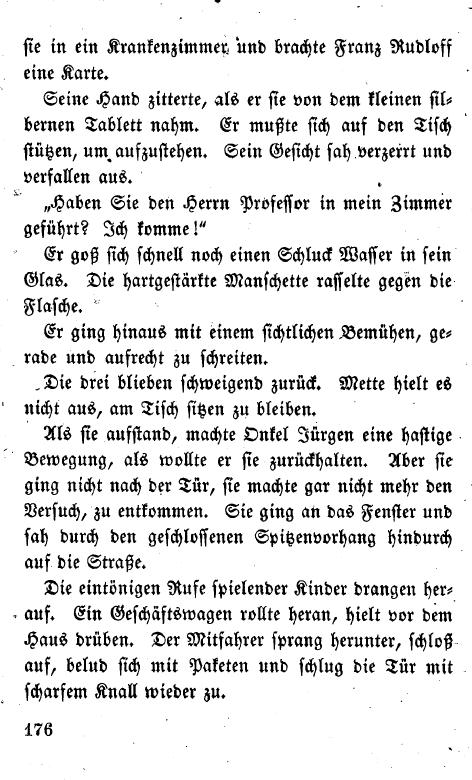 sie in ein Krankenzimmer und brachte Franz Rudloff
eine Karte.
Seine Hand zitterte, als er sie von dem kleinen sil-
bernen Tablett nahm. Er mußte sich auf den Tisch
stützen, um aufzustehen. Sein Gesicht sah verzerrt und
verfallen aus.
„Haben Sie den Herrn Professor in mein Zimmer
geführt? Ich komme!“
Er goß sich schnell noch einen Schluck Wasser in sein
Glas. Die hartgestärkte Manschette rasselte gegen die
Flasche.
Er ging hinaus mit einem sichtlichen Bemühen, ge-
rade und aufrecht zu schreiten.
Die drei blieben schweigend zurück. Mette hielt es
nicht aus, am Tisch sitzen zu bleiben.
Als sie aufstand, machte Onkel Jürgen eine hastige
Bewegung, als wollte er sie zurückhalten. Aber sie
ging nicht nach der Tür, sie machte gar nicht mehr den
Versuch, zu entkommen. Sie ging an das Fenster und
sah durch den geschlossenen Spitzenvorhang hindurch
auf die Straße.
Die eintönigen Rufe spielender Kinder drangen her-
auf. Ein Geschäftswagen rollte heran, hielt vor dem
Haus drüben. Der Mitfahrer sprang herunter, schloß
auf, belud sich mit Paketen und schlug die Tür mit
scharfem Knall wieder zu.
176